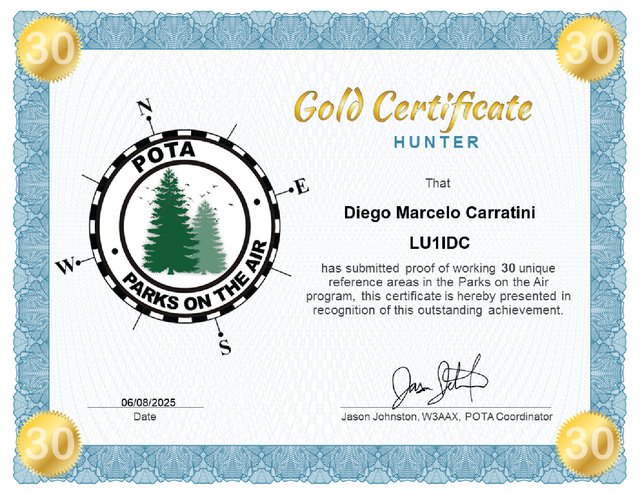 30
30
Gold Certificate
HUNTER
N
POTA
E
W
PARKS ON THE AIR
S
That
Diego Marcelo Carratini
LU1IDC
has submitted proof of working 30 unique
reference areas in the Parks on the Air
program, this certificate is hereby presented in
recognition of this outstanding achievement.
06/08/2025
Date
Jason Johnston, W3AAX, POTA Coordinator
30
30